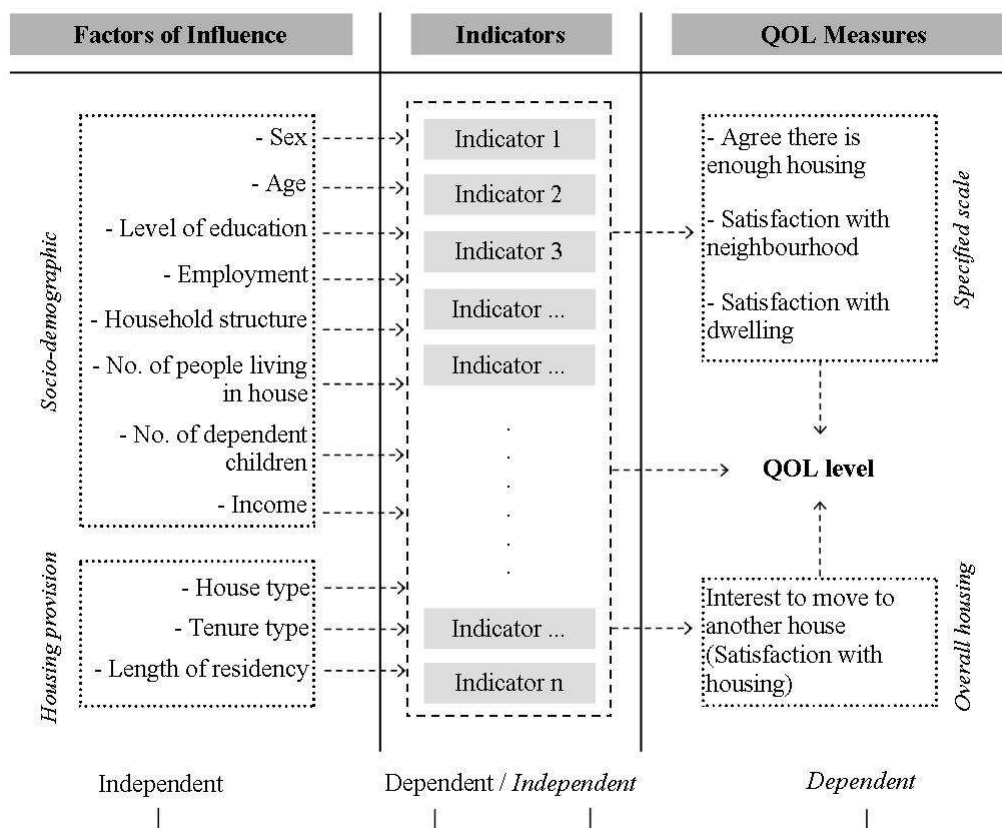 Factors of Influence
Indicators
QOL Measures
Socio-demographic
- Sex
- Age
- Level of education
- Employment
- Household structure
- No. of people living
in house
- No. of dependent
children
- Income
Housing provision
- House type
- Tenure type
- Length of residency
Indicator 1
Indicator 2
Indicator 3
Indicator ...
Indicator ...
Indicator ...
Indicator n
- Agree there is
enough housing
- Satisfaction with
neighbourhood
- Satisfaction with
dwelling
Specified scale
QOL level
Interest to move to
another house
(Satisfaction with
housing)
Overall housing
Independent
Dependent / Independent
Dependent